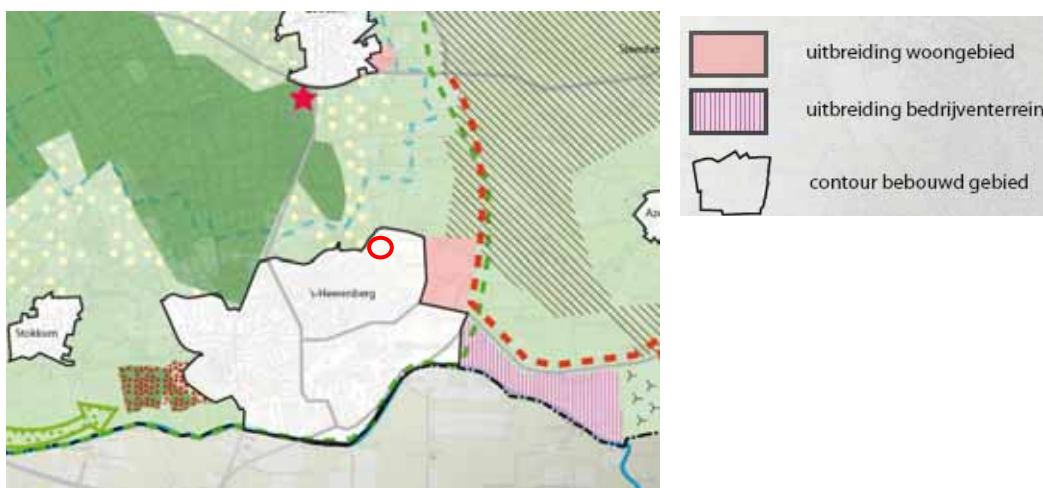 's-Heerenberg
Stokkum
uitbreiding woongebied
uitbreiding bedrijventerrein
contour bebouwd gebied